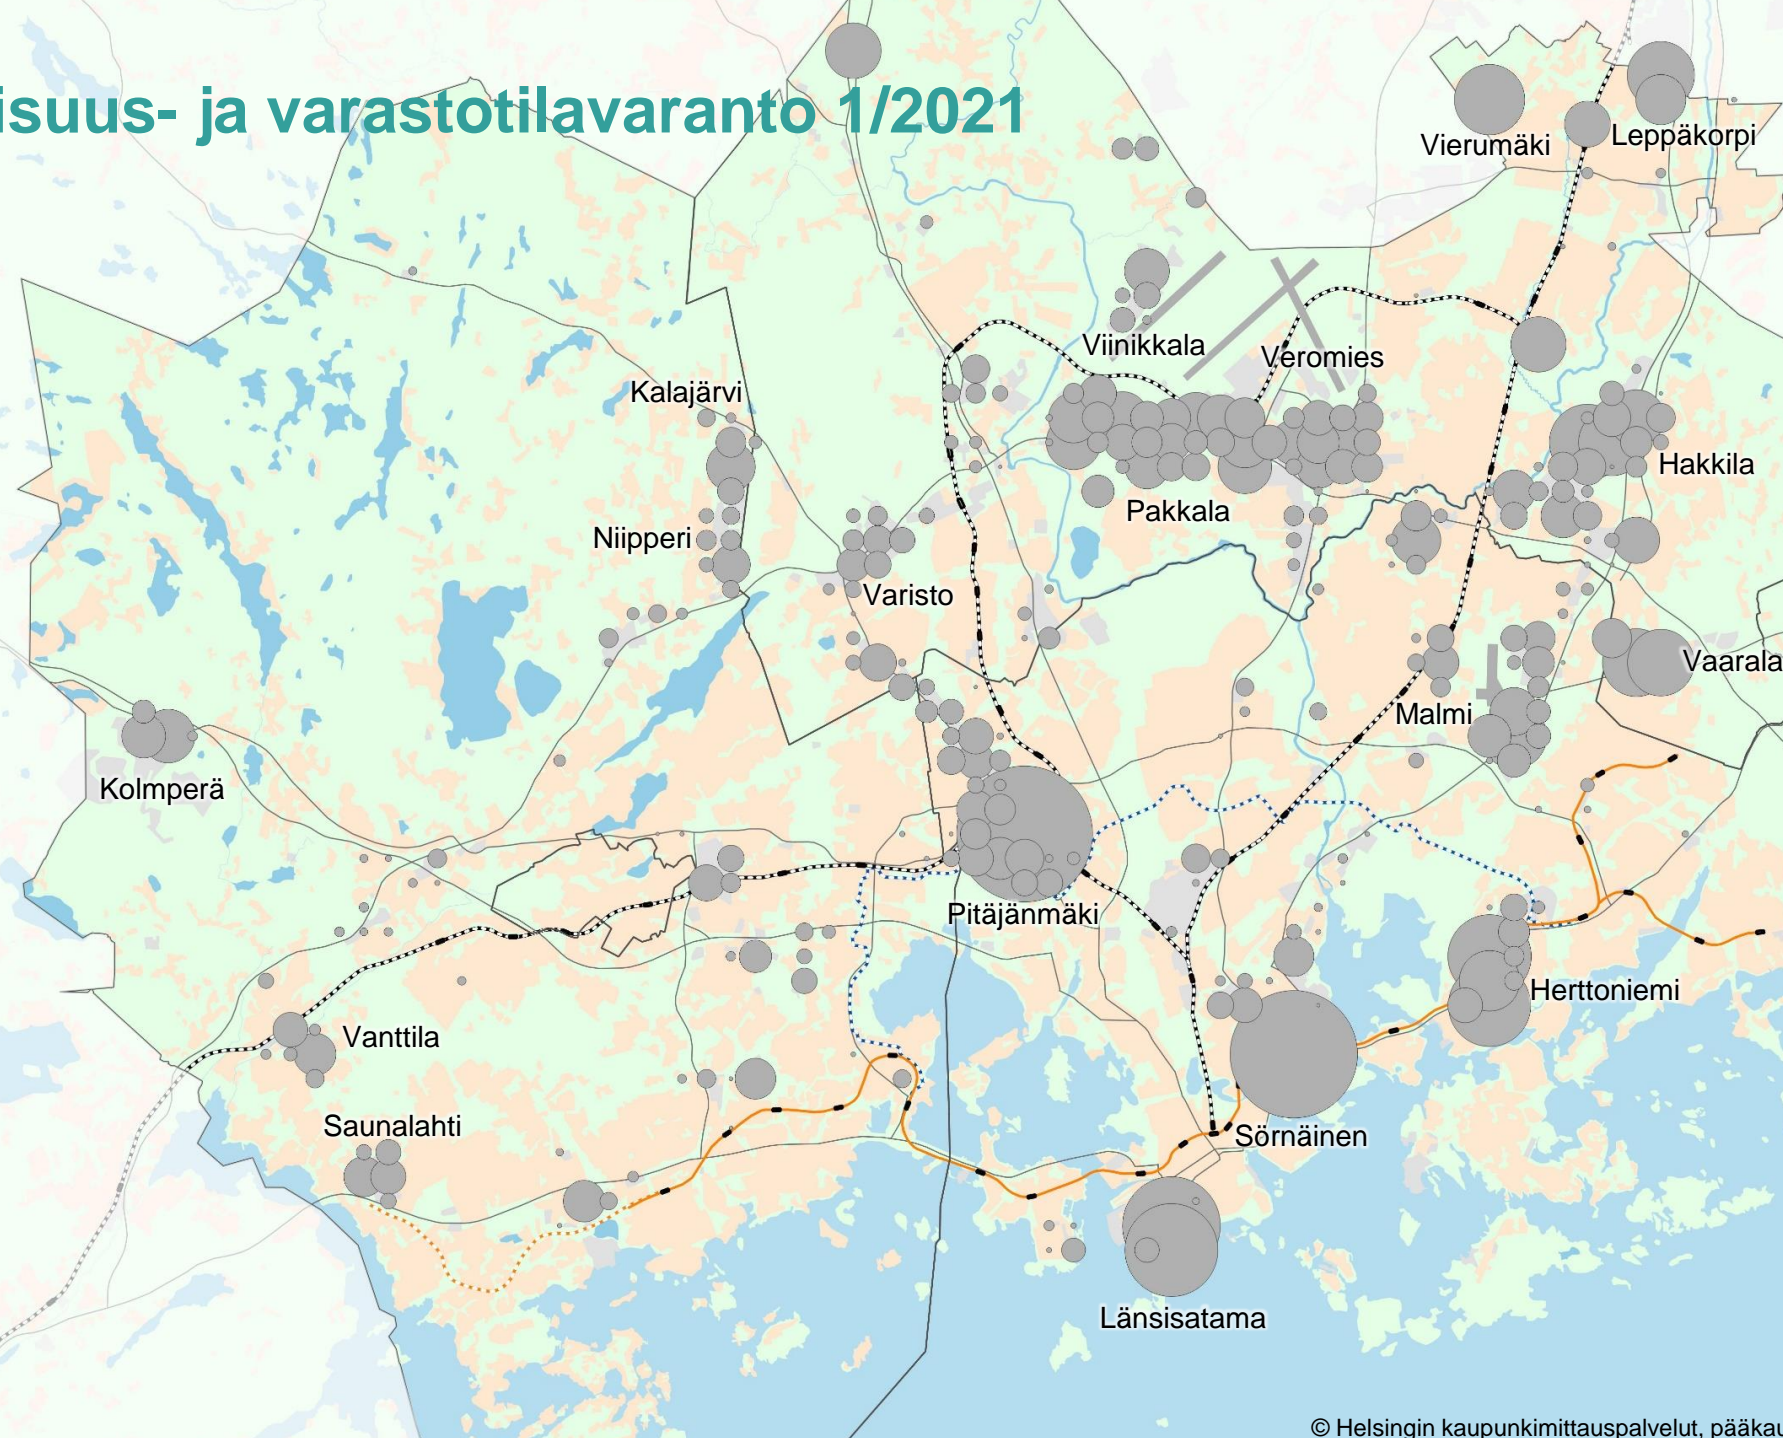 isuus- ja varastotilavaranto 1/2021
Vierumäki
Leppäkorpi
Viinikkala
Veromies
Kalajärvi
Hakkila
Pakkala
Niipperi
Varisto
Vaarala
Malmi
Kolmperä
Pitäjänmäki
Herttoniemi
Vanttila
Saunalahti
Sörnäinen
Länsisatama
© Helsingin kaupunkimittauspalvelut, pääkau